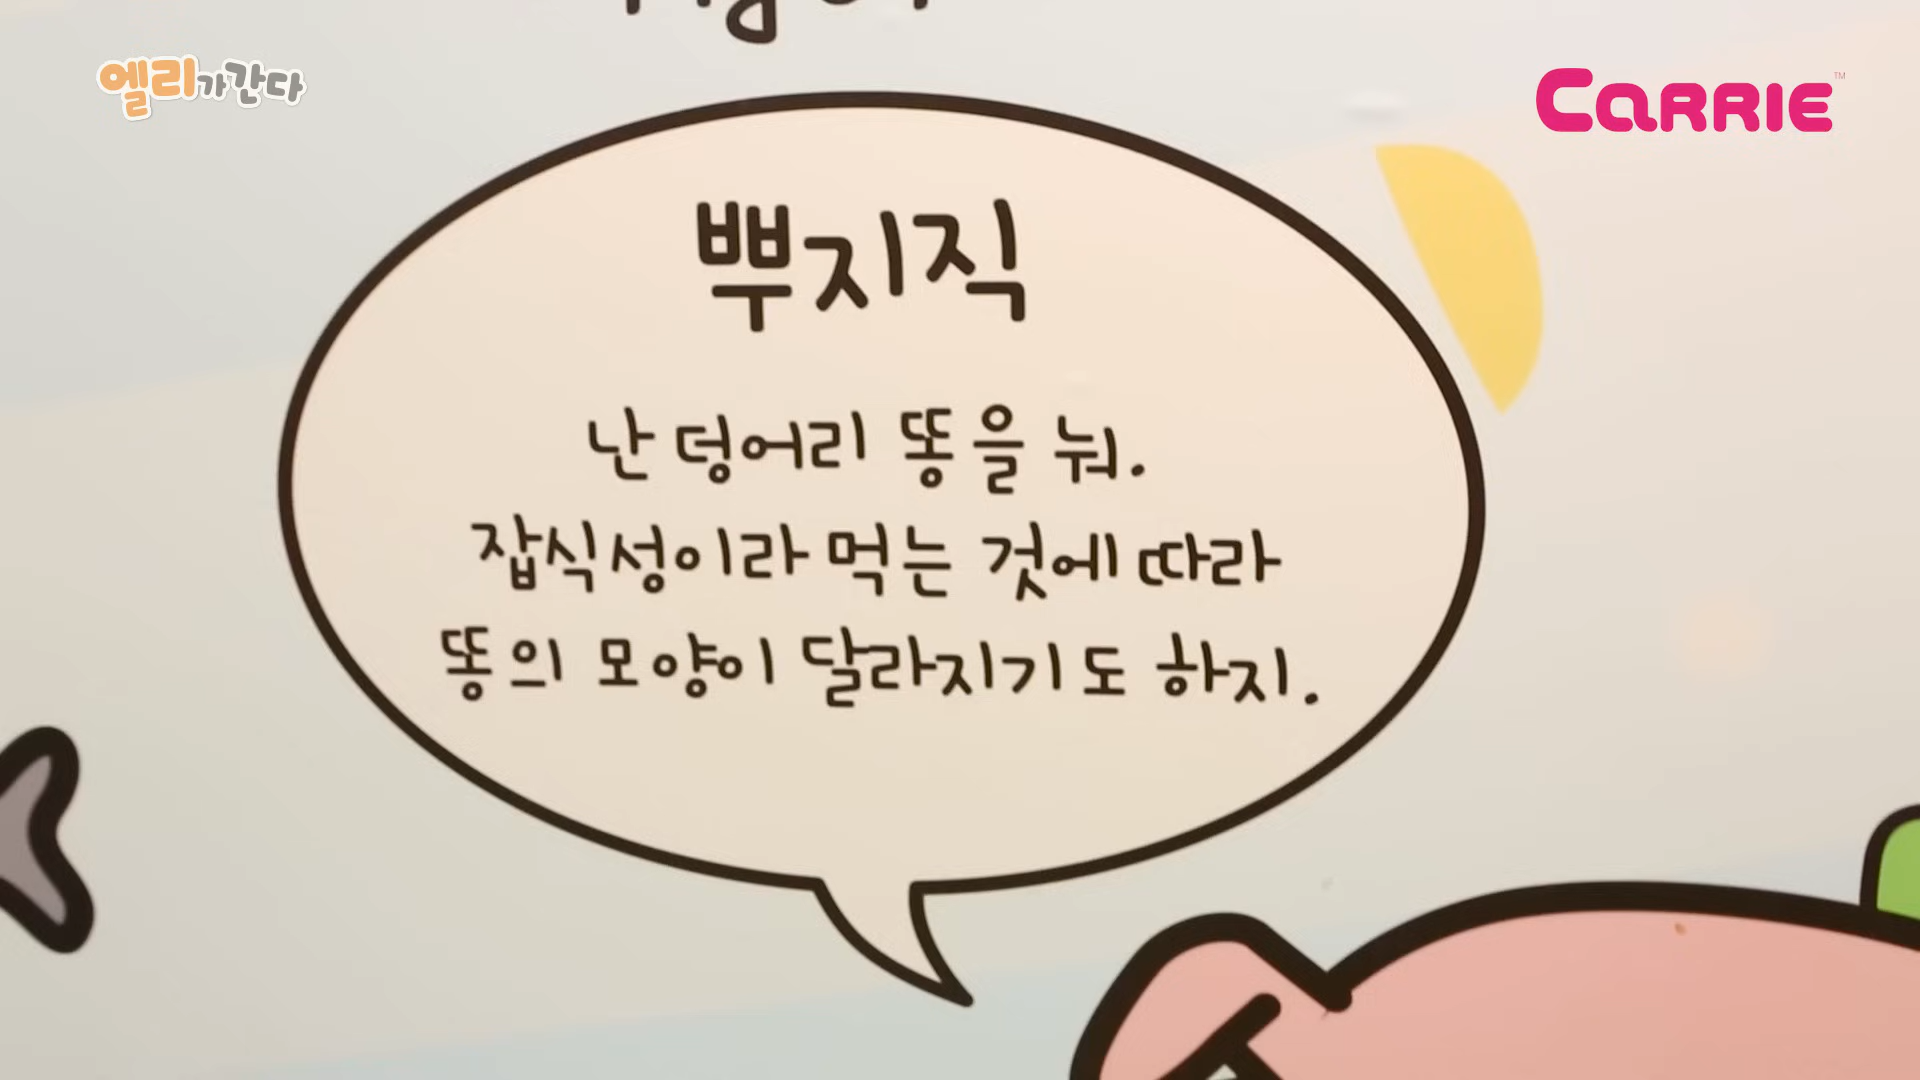 엘리가간다
CARRIE™
뿌지직
난 덩어리 똥을 눠.
잡식성이라 먹는 것에 따라
똥의 모양이 달라지기도 하지.